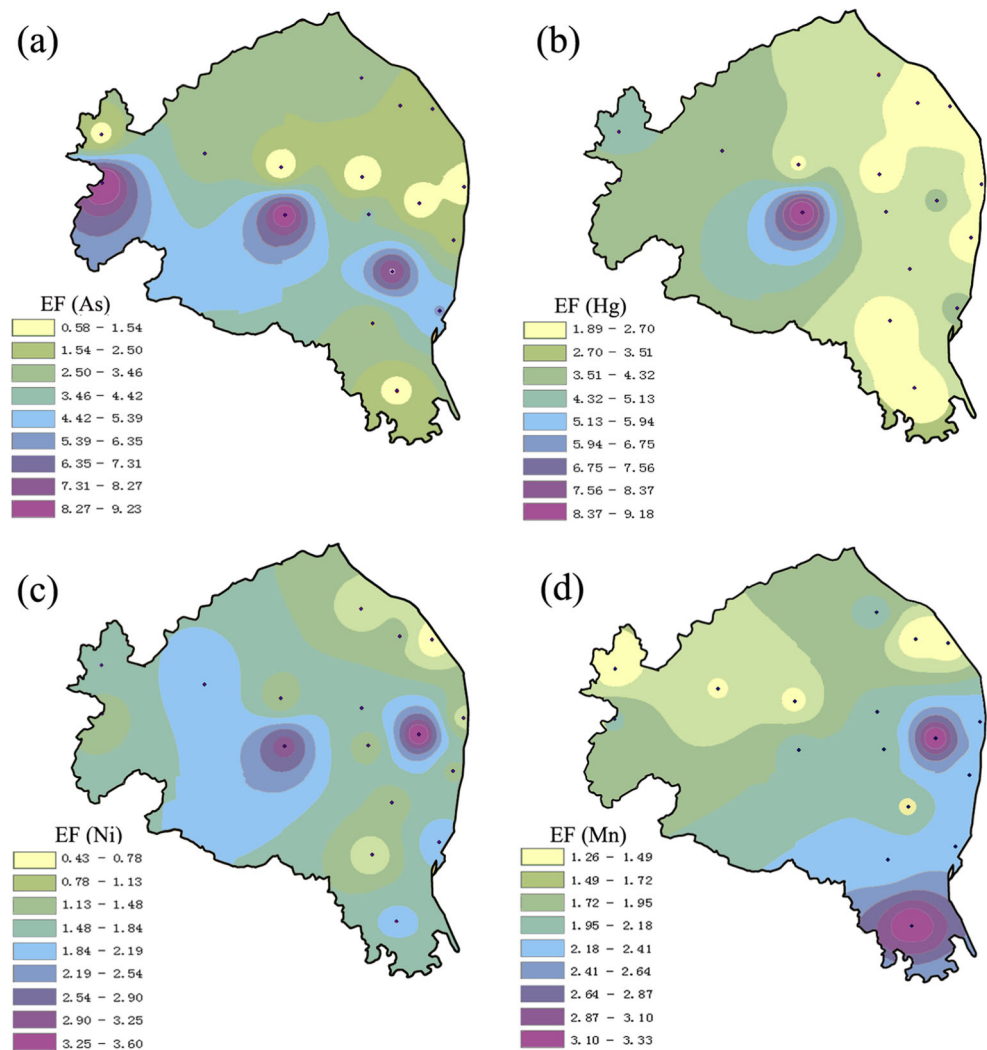 (a)
EF (As)
0.58 - 1.54
1.54 - 2.50
2.50 - 3.46
3.46 - 4.42
4.42 - 5.39
5.39 - 6.35
6.35 - 7.31
7.31 - 8.27
8.27 - 9.23
(b)
EF (Hg)
1.89 - 2.70
2.70 - 3.51
3.51 - 4.32
4.32 - 5.13
5.13 - 5.94
5.94 - 6.75
6.75 - 7.56
7.56 - 8.37
8.37 - 9.18
(c)
EF (Ni)
0.43 - 0.78
0.78 - 1.13
1.13 - 1.48
1.48 - 1.84
1.84 - 2.19
2.19 - 2.54
2.54 - 2.90
2.90 - 3.25
3.25 - 3.60
(d)
EF (Mn)
1.26 - 1.49
1.49 - 1.72
1.72 - 1.95
1.95 - 2.18
2.18 - 2.41
2.41 - 2.64
2.64 - 2.87
2.87 - 3.10
3.10 - 3.33